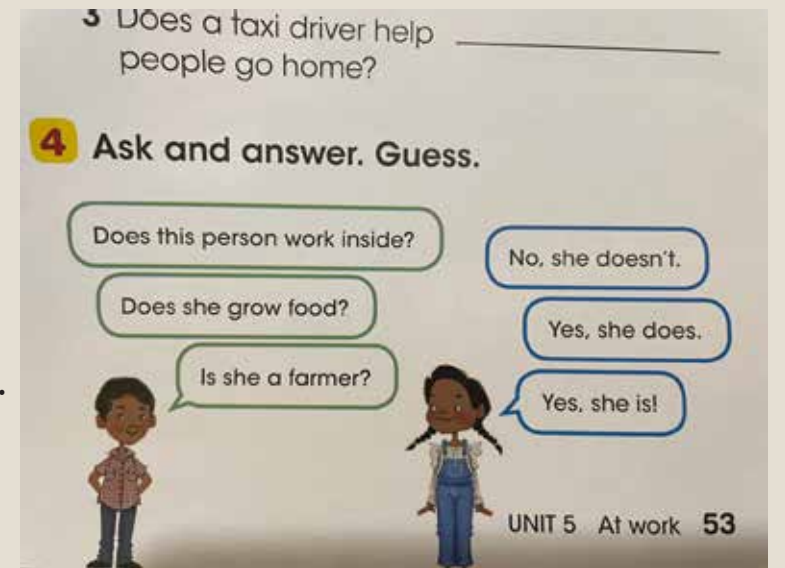 3 Does a taxi driver help
people go home?
4 Ask and answer. Guess.
Does this person work inside?
No, she doesn't.
Does she grow food?
Yes, she does.
Is she a farmer?
Yes, she is!
UNIT 5 At work 53